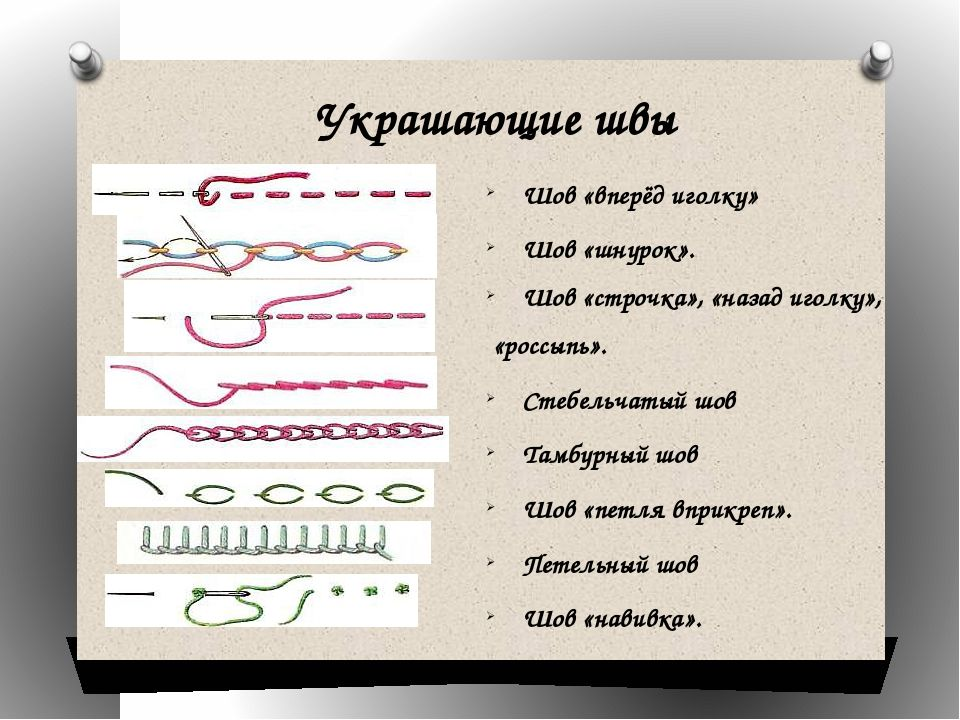 Украшающие швы
Шов «вперёд иголку»
Шов «шнурок».
Шов «строчка», «назад иголку»,
«россыпь».
Стебельчатый шов
Тамбурный шов
Шов «петля вприкреп».
Петельный шов
Шов «навивка».